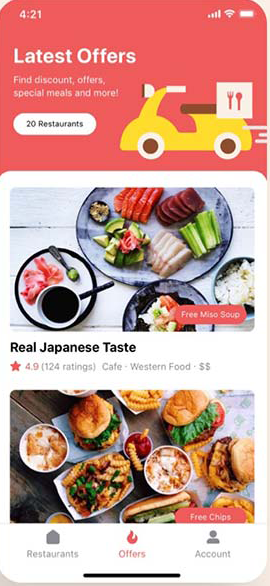 4:21
Latest Offers
Find discount, offers,
special meals and more!
20 Restaurants
Free Miso Soup
Real Japanese Taste
4.9 (124 ratings) Cafe · Western Food · $$
Free Chips
Restaurants Offers Account